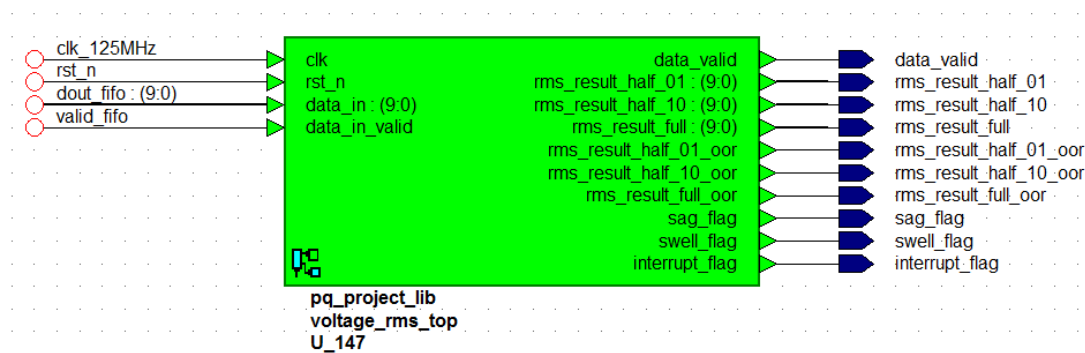 clk_125MHz
rst_n
dout_fifo : (9:0)
valid_fifo
clk
rst_n
data_in : (9:0)
data_in_valid
data_valid
rms_result_half_01 : (9:0)
rms_result_half_10 : (9:0)
rms_result_full : (9:0)
rms_result_half_01_oor
rms_result_half_10_oor
rms_result_full_oor
sag_flag
swell_flag
interrupt_flag
data_valid
rms_result_half_01
rms_result_half_10
rms_result_full
rms_result_half_01_oor
rms_result_half_10_oor
rms_result_full_oor
sag_flag
swell_flag
interrupt_flag
pq_project_lib
voltage_rms_top
U_147